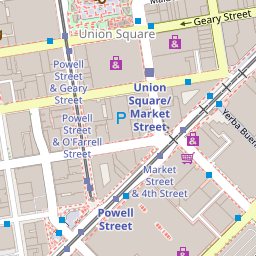 Geary Street
Union Square
Powell
Street
& Geary Street
Union
Square/
Market
Street
Yerba Buen
Powell
Street
& O'Farrell
Street
P
Market
Street
& 4th Street
Powell
Street